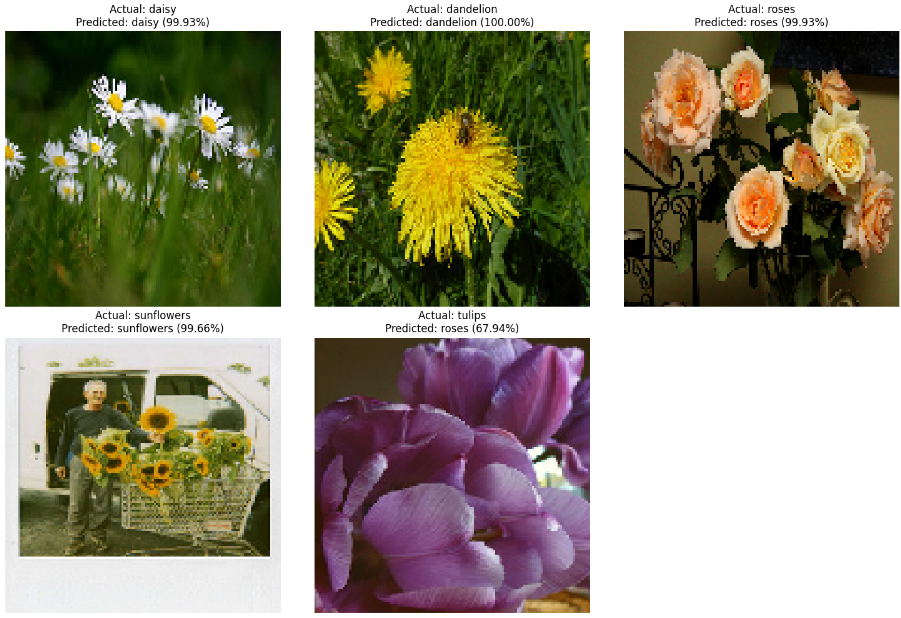 Actual: daisy
Predicted: daisy (99.93%)
Actual: dandelion
Predicted: dandelion (100.00%)
Actual: roses
Predicted: roses (99.93%)
Actual: sunflowers
Predicted: sunflowers (99.66%)
Actual: tulips
Predicted: roses (67.94%)